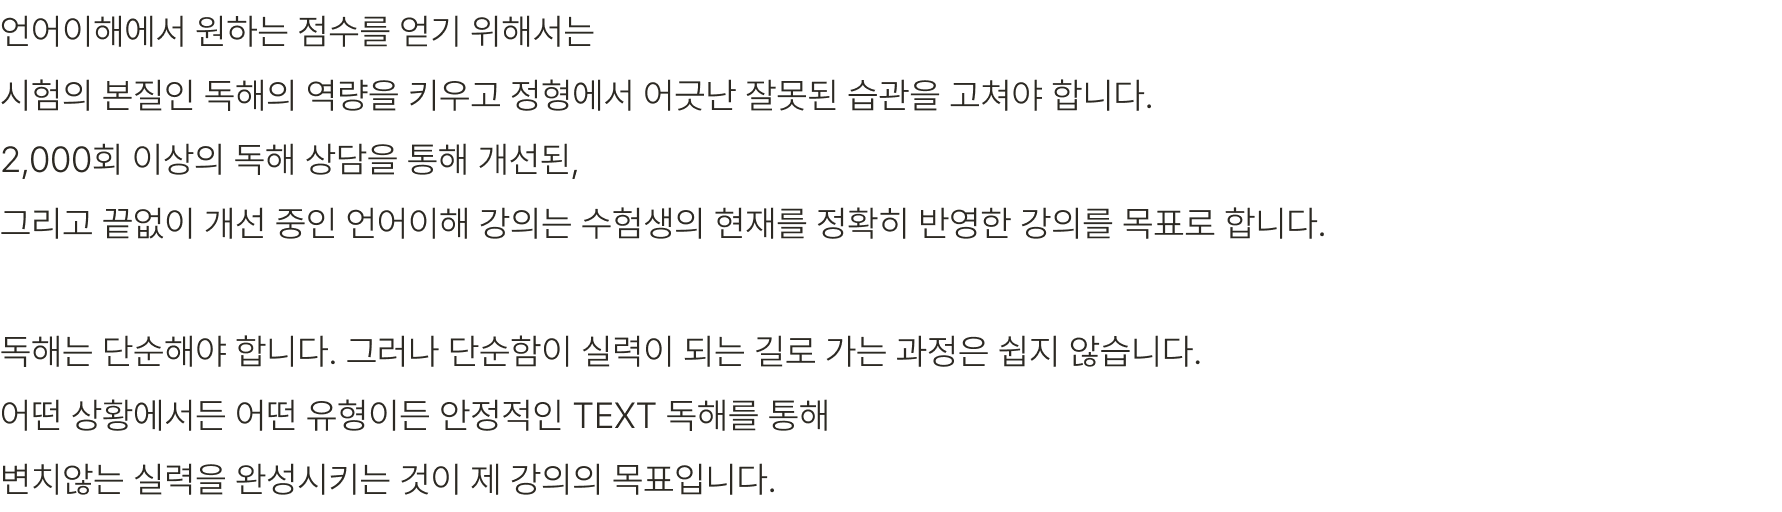 언어이해에서 원하는 점수를 얻기 위해서는
시험의 본질인 독해의 역량을 키우고 정형에서 어긋난 잘못된 습관을 고쳐야 합니다.
2,000회 이상의 독해 상담을 통해 개선된,
그리고 끝없이 개선 중인 언어이해 강의는 수험생의 현재를 정확히 반영한 강의를 목표로 합니다.
독해는 단순해야 합니다. 그러나 단순함이 실력이 되는 길로 가는 과정은 쉽지 않습니다.
어떤 상황에서든 어떤 유형이든 안정적인 TEXT 독해를 통해
변치않는 실력을 완성시키는 것이 제 강의의 목표입니다.